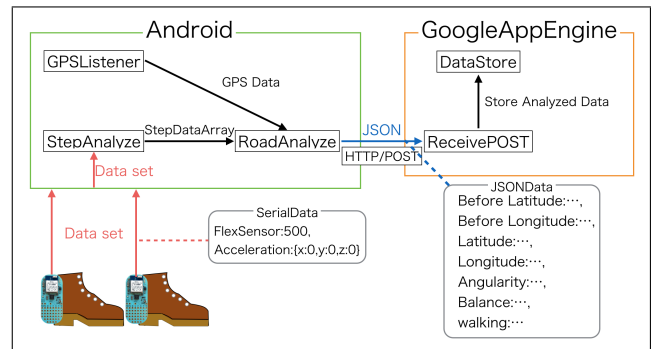 Android
GoogleAppEngine
GPSListener
DataStore
GPS Data
Store Analyzed Data
StepAnalyze
StepDataArray
RoadAnalyze
JSON
HTTP/POST
ReceivePOST
Data set
Data set
SerialData
FlexSensor:500,
Acceleration:{x:0,y:0,z:0}
JSONData
Before Latitude:…,
Before Longitude:…,
Latitude:…,
Longitude:…,
Angularity:…,
Balance:…,
walking:…